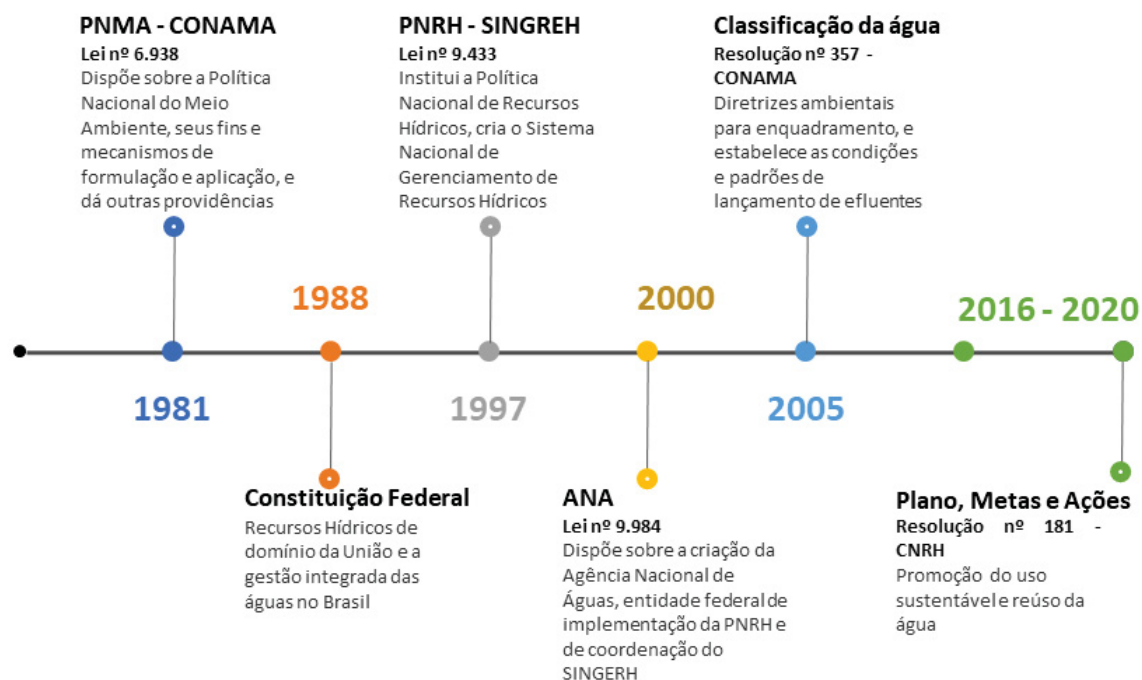 PNMA - CONAMA
Lei nº 6.938
Dispõe sobre a Política
Nacional do Meio
Ambiente, seus fins e
mecanismos de
formulação e aplicação, e
dá outras providências
PNRH - SINGREH
Lei nº 9.433
Institui a Política
Nacional de Recursos
Hídricos, cria o Sistema
Nacional de
Gerenciamento de
Recursos Hídricos
Classificação da água
Resolução nº 357 -
CONAMA
Diretrizes ambientais
para enquadramento, e
estabelece as condições
e padrões de
lançamento de efluentes
1988
2000
2016 - 2020
1981
1997
2005
Constituição Federal
Recursos Hídricos de
domínio da União e a
gestão integrada das
águas no Brasil
ANA
Lei nº 9.984
Dispõe sobre a criação da
Agência Nacional de
Águas, entidade federal de
implementação da PNRH e
de coordenação do
SINGERH
Plano, Metas e Ações
Resolução nº 181 -
CNRH
Promoção do uso
sustentável e reúso da
água